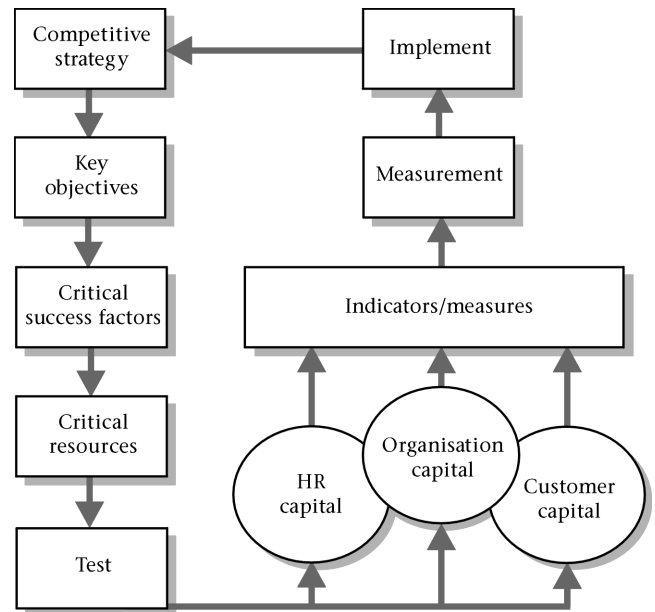 Competitive
strategy
Implement
Key
objectives
Measurement
Critical
success factors
Indicators/measures
Critical
resources
Organisation
capital
HR
capital
Customer
capital
Test